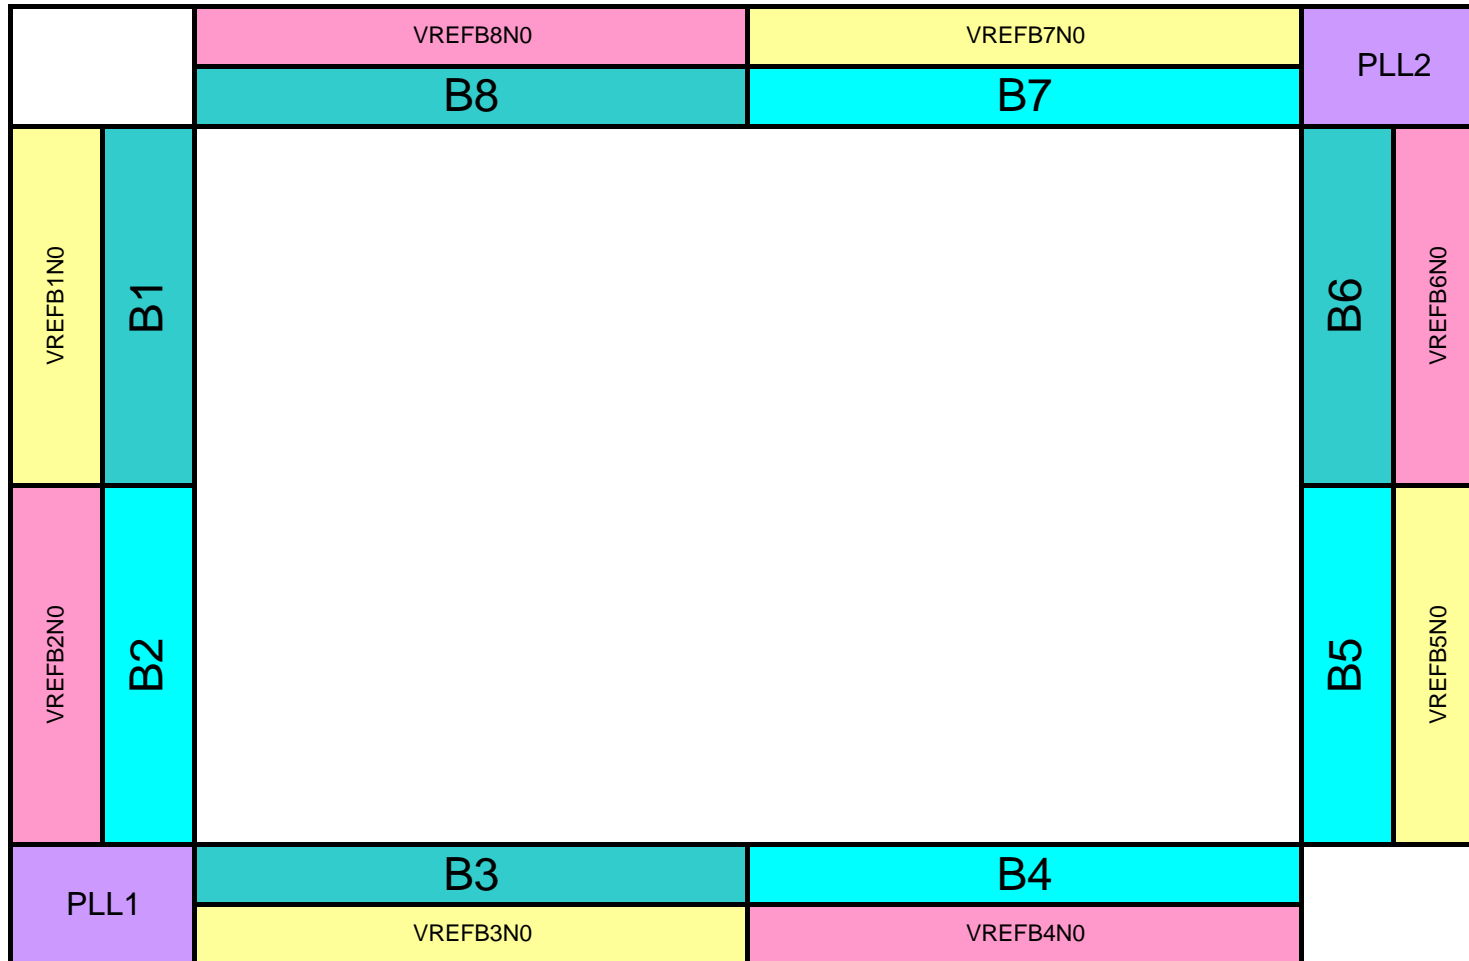 VREFB8N0
VREFB7N0
PLL2
B8
B7
VREFB1N0
B1
B6
VREFB6N0
VREFB2N0
B2
B5
VREFB5N0
PLL1
B3
B4
VREFB3N0
VREFB4N0